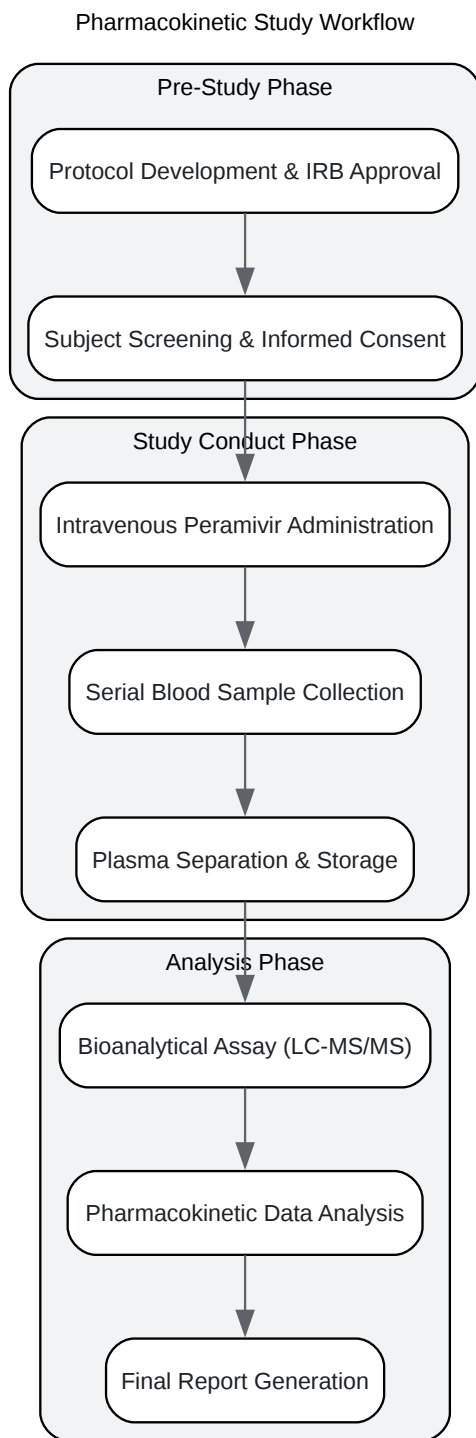 Pharmacokinetic Study Workflow
Pre-Study Phase
Protocol Development & IRB Approval
Subject Screening & Informed Consent
Study Conduct Phase
Intravenous Peramivir Administration
Serial Blood Sample Collection
Plasma Separation & Storage
Analysis Phase
Bioanalytical Assay (LC-MS/MS)
Pharmacokinetic Data Analysis
Final Report Generation